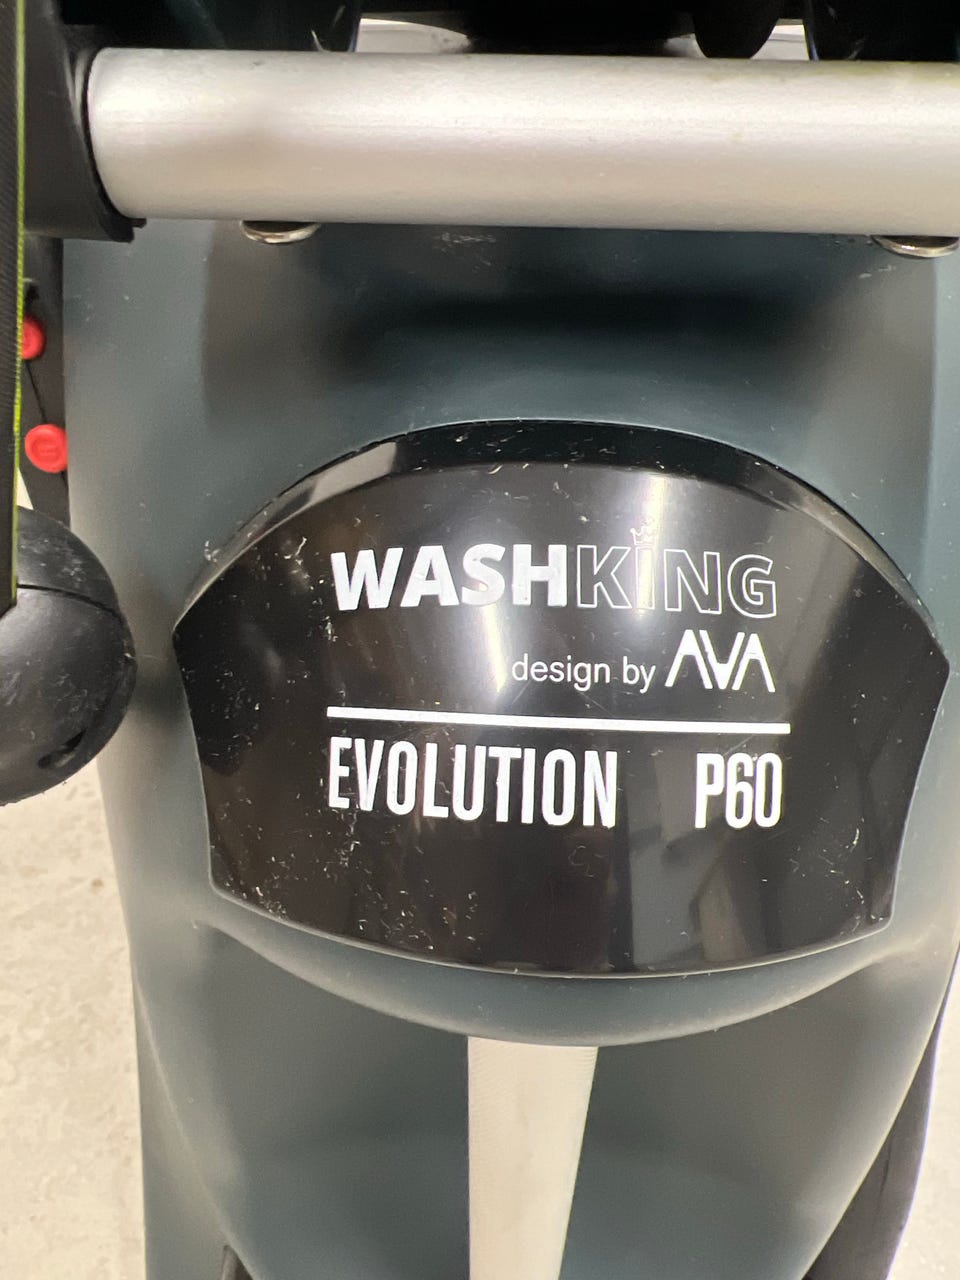 WASHKING
design by AVA
EVOLUTION P60